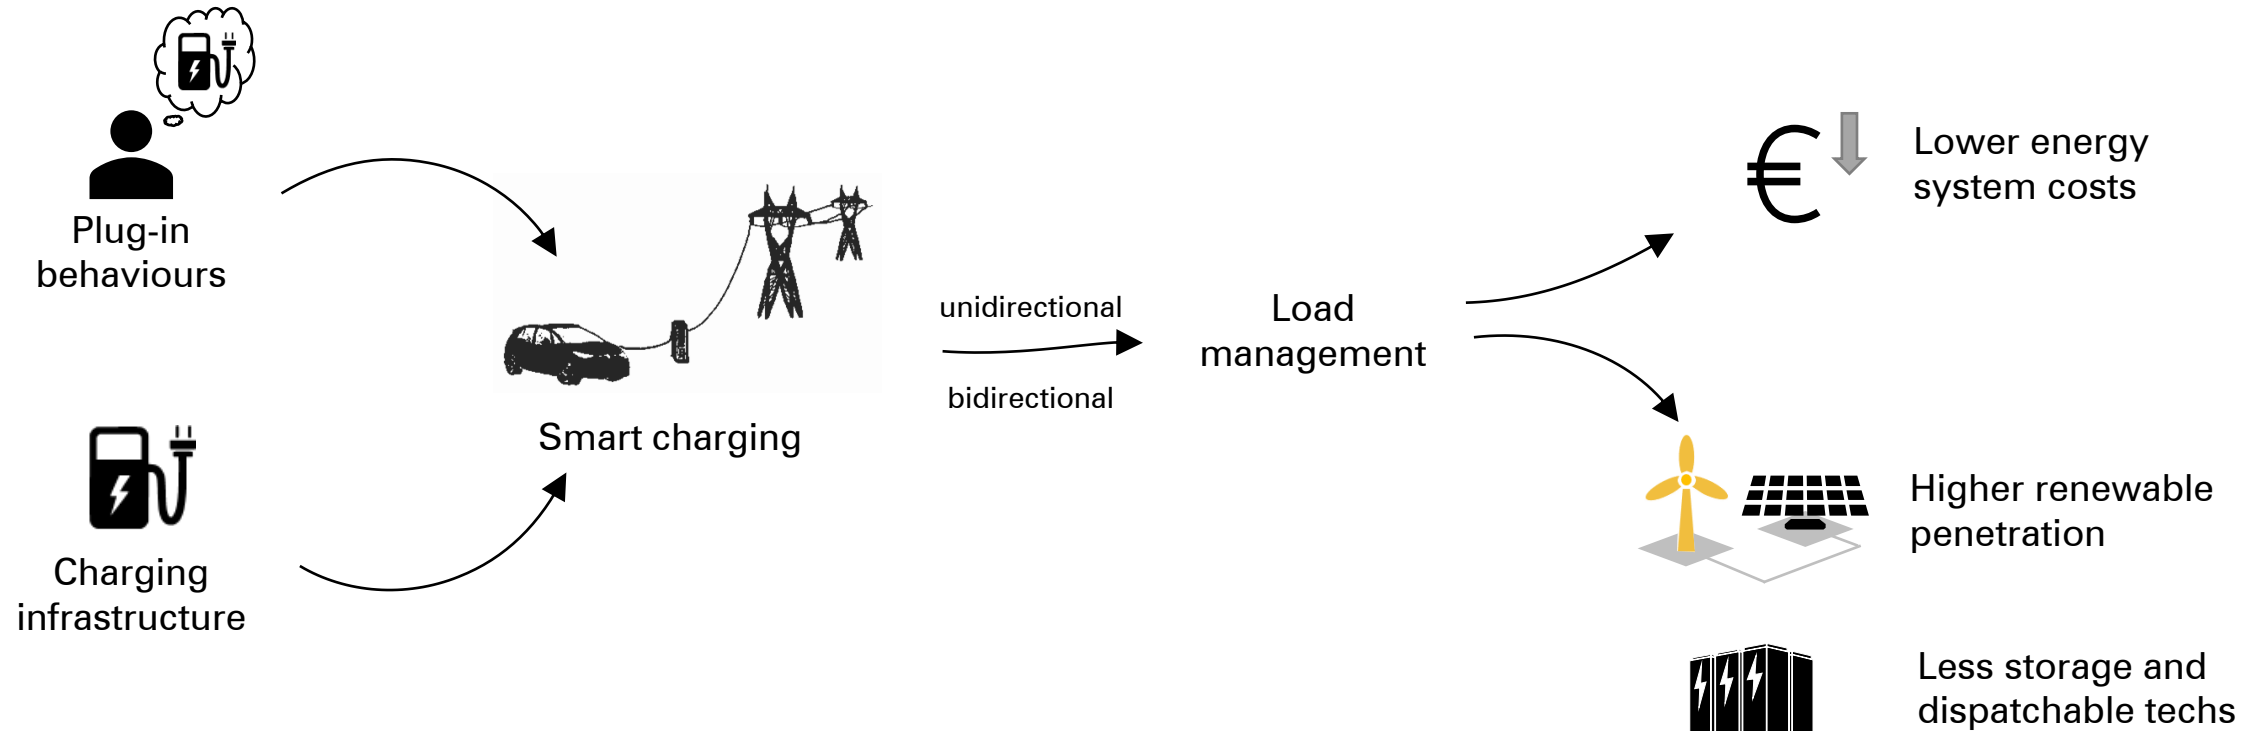 Plug-in
behaviours
Charging
infrastructure
Smart charging
unidirectional
bidirectional
Load
management
Lower energy
system costs
Higher renewable
penetration
Less storage and
dispatchable techs